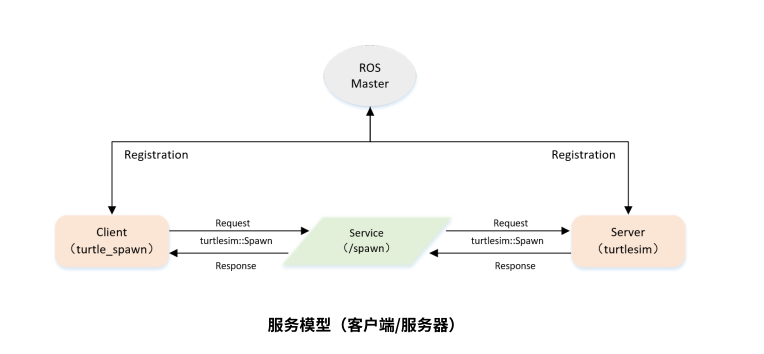 ROS
Master
Registration
Registration
Client
（turtle_spawn）
Request
turtlesim::Spawn
Response
Service
（/spawn）
Request
turtlesim::Spawn
Response
Server
（turtlesim）
服务模型（客户端/服务器）